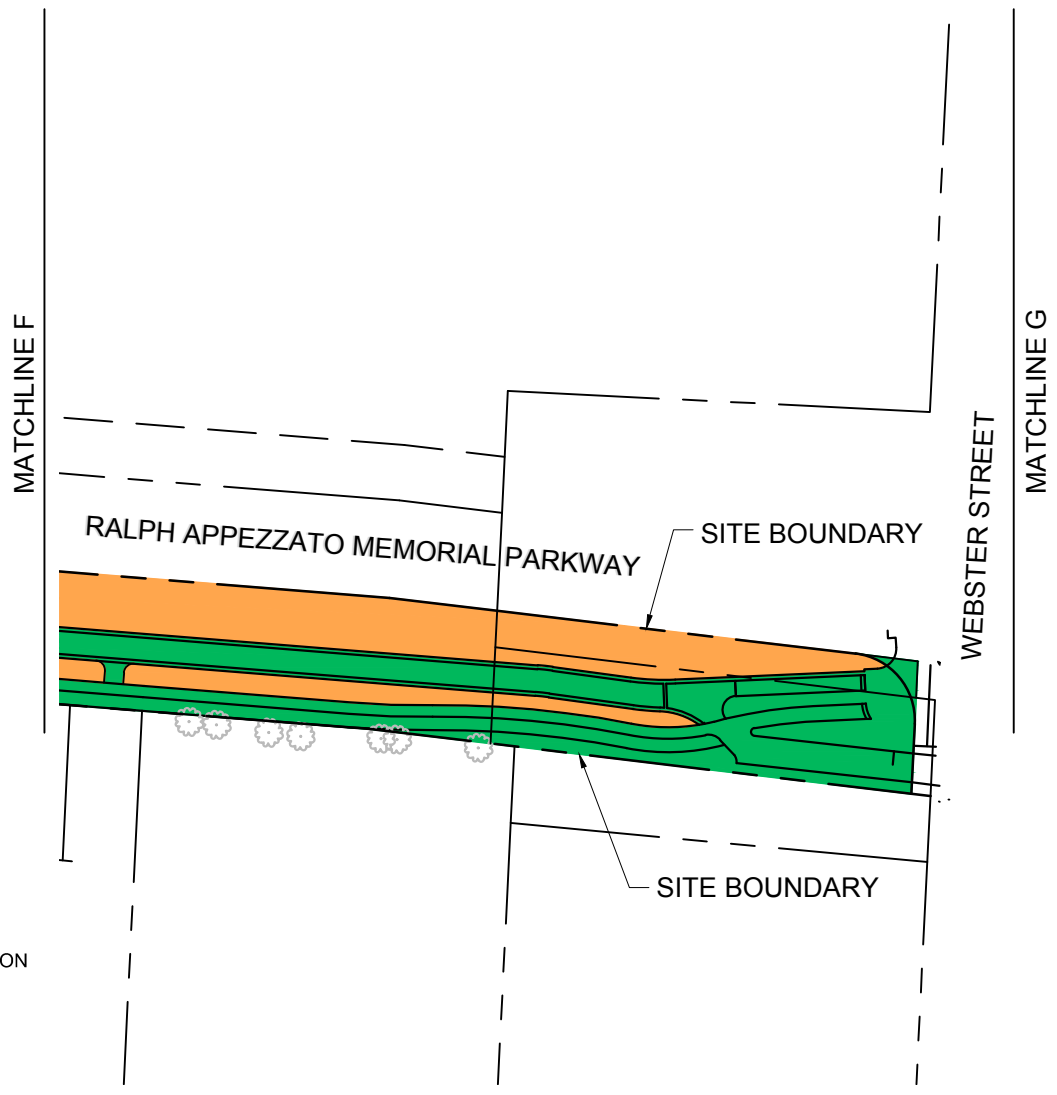 MATCHLINE F
MATCHLINE G
WEBSTER STREET
RALPH APPEZZATO MEMORIAL PARKWAY
SITE BOUNDARY
SITE BOUNDARY
ON